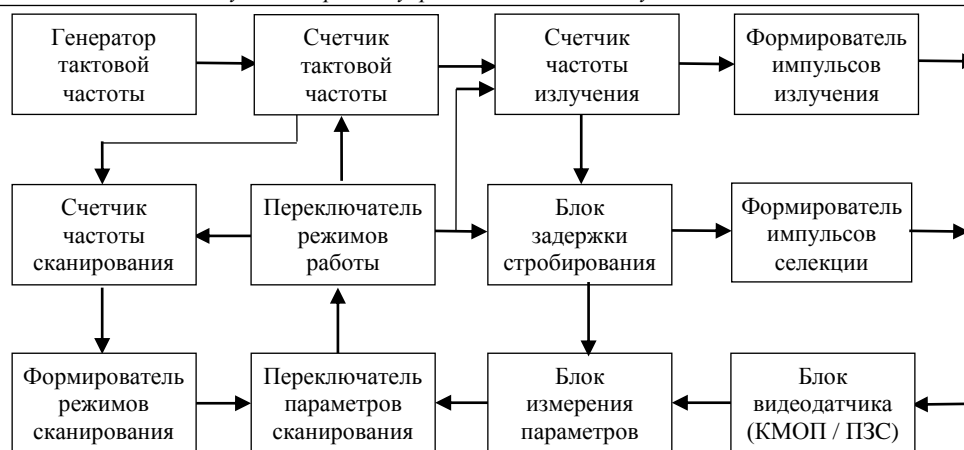 Генератор
тактовой
частоты
Счетчик
тактовой
частоты
Счетчик
частоты
излучения
Формирователь
импульсов
излучения
Счетчик
частоты
сканирования
Переключатель
режимов
работы
Блок
задержки
стробирования
Формирователь
импульсов
селекции
Формирователь
режимов
сканирования
Переключатель
параметров
сканирования
Блок
измерения
параметров
Блок
видеодатчика
(КМОП / ПЗС)